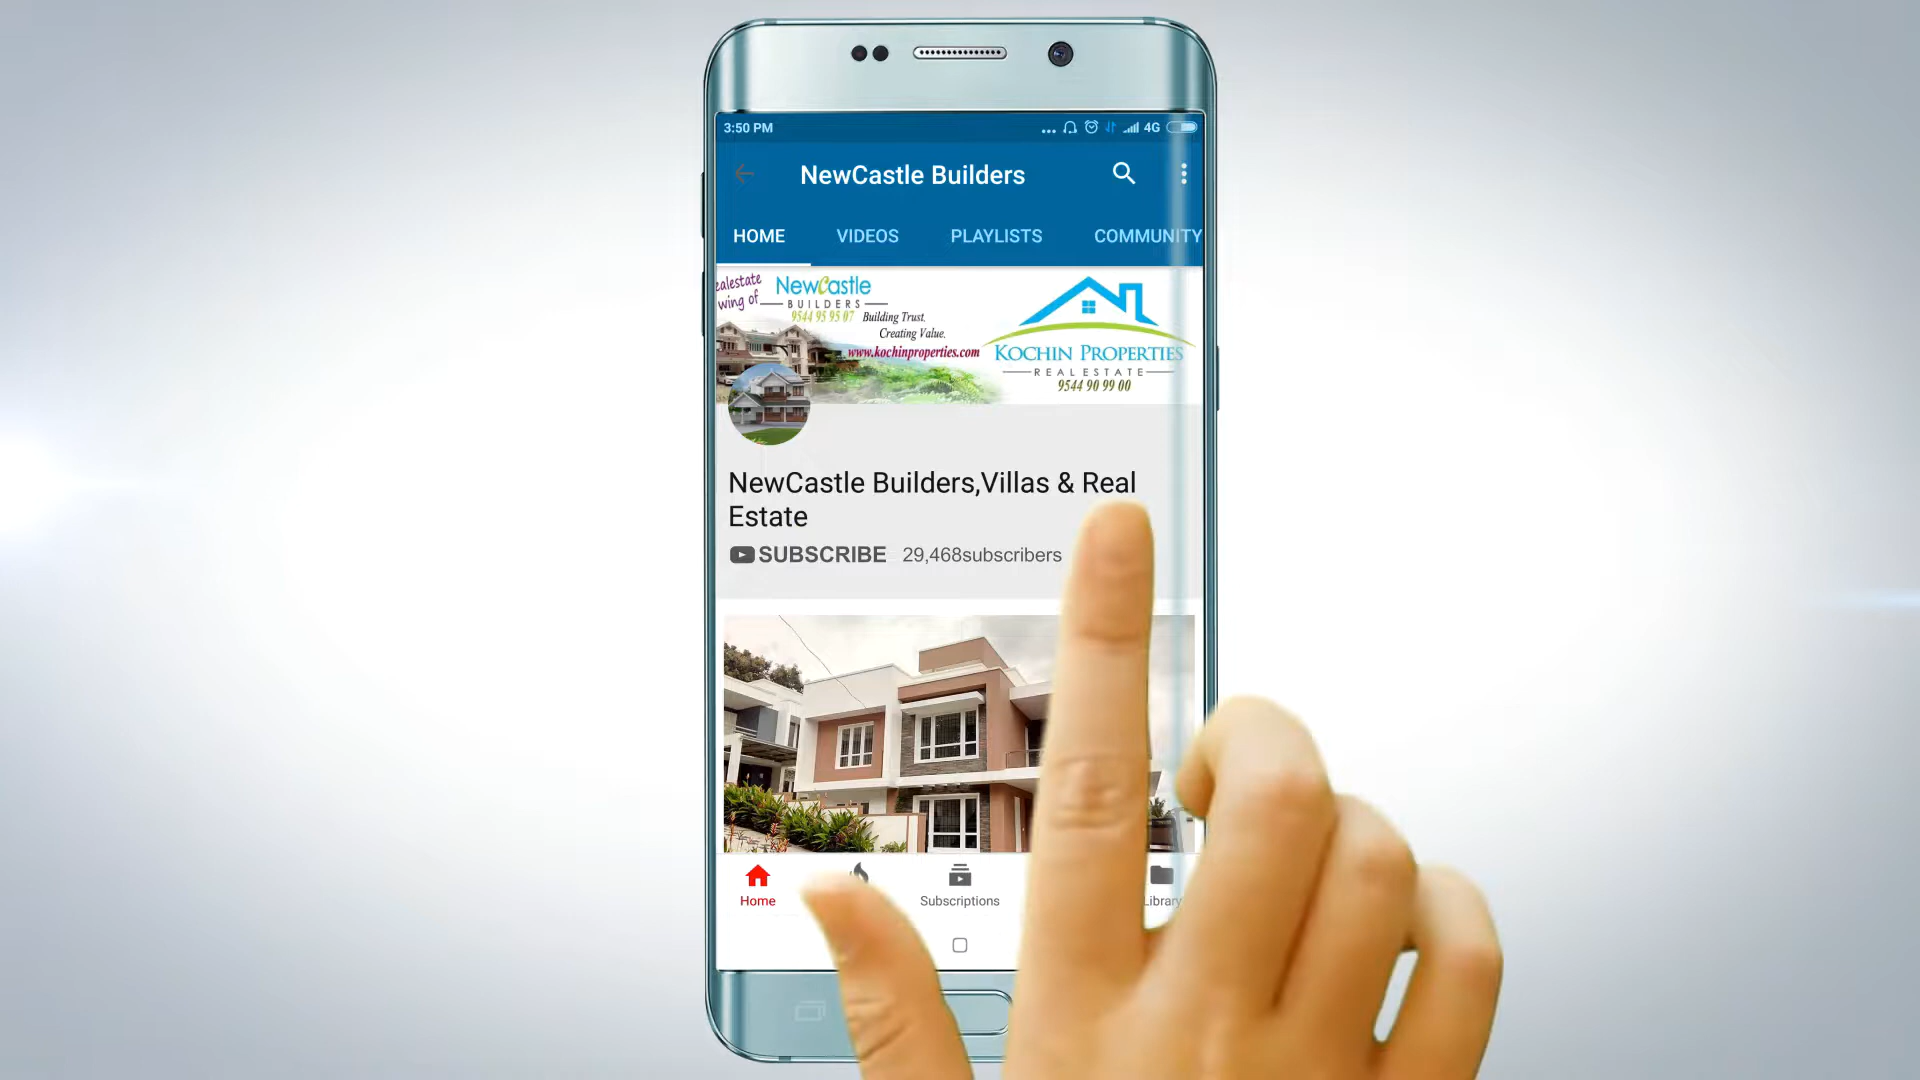 3:50 PM
4G
NewCastle Builders
HOME VIDEOS PLAYLISTS COMMUNITY
ealestate
wing of
NewCastle
BUILDERS
9544 95 95 07
Building Trust.
Creating Value.
www.kochinproperties.com
KOCHIN PROPERTIES
REAL ESTATE
9544 90 99 00
NewCastle Builders,Villas & Real
Estate
SUBSCRIBE 29,468subscribers
Home Subscriptions Library